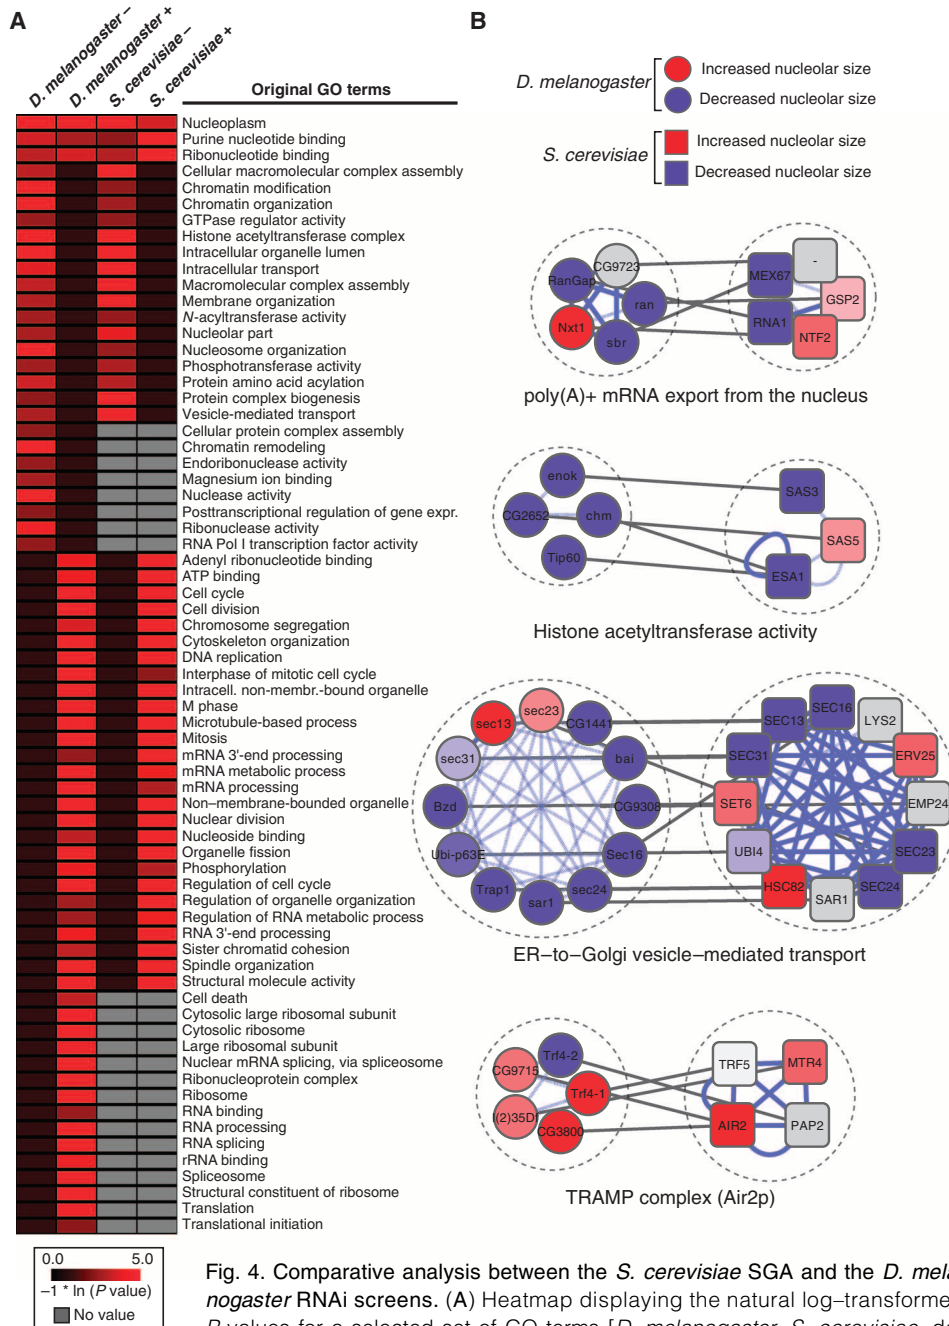 A
B
D. melanogaster −
D. melanogaster +
S. cerevisiae −
S. cerevisiae +
Original GO terms
Nucleoplasm
Purine nucleotide binding
Ribonucleotide binding
Cellular macromolecular complex assembly
Chromatin modification
Chromatin organization
GTPase regulator activity
Histone acetyltransferase complex
Intracellular organelle lumen
Intracellular transport
Macromolecular complex assembly
Membrane organization
N-acyltransferase activity
Nucleolar part
Nucleosome organization
Phosphotransferase activity
Protein amino acid acylation
Protein complex biogenesis
Vesicle-mediated transport
Cellular protein complex assembly
Chromatin remodeling
Endoribonuclease activity
Magnesium ion binding
Nuclease activity
Posttranscriptional regulation of gene expr.
Ribonuclease activity
RNA Pol I transcription factor activity
Adenyl ribonucleotide binding
ATP binding
Cell cycle
Cell division
Chromosome segregation
Cytoskeleton organization
DNA replication
Interphase of mitotic cell cycle
Intracell. non-membr.-bound organelle
M phase
Microtubule-based process
Mitosis
mRNA 3'-end processing
mRNA metabolic process
mRNA processing
Non–membrane-bounded organelle
Nuclear division
Nucleoside binding
Organelle fission
Phosphorylation
Regulation of cell cycle
Regulation of organelle organization
Regulation of RNA metabolic process
RNA 3'-end processing
Sister chromatid cohesion
Spindle organization
Structural molecule activity
Cell death
Cytosolic large ribosomal subunit
Cytosolic ribosome
Large ribosomal subunit
Nuclear mRNA splicing, via spliceosome
Ribonucleoprotein complex
Ribosome
RNA binding
RNA processing
RNA splicing
rRNA binding
Spliceosome
Structural constituent of ribosome
Translation
Translational initiation
0.0 5.0
−1 * ln (P value)
No value
D. melanogaster
Increased nucleolar size
Decreased nucleolar size
S. cerevisiae
Increased nucleolar size
Decreased nucleolar size
CG9723
RanGap
ran
Nxt1
sbr
MEX67
-
GSP2
RNA1
NTF2
poly(A)+ mRNA export from the nucleus
enok
CG2652
chm
Tip60
SAS3
SAS5
ESA1
Histone acetyltransferase activity
sec23
sec13
CG1441
sec31
bai
Bzd
CG9308
Ubi-p63E
Sec16
Trap1
sec24
sar1
SEC16
SEC13
LYS2
SEC31
ERV25
SET6
EMP24
UBI4
SEC23
HSC82
SEC24
SAR1
ER–to–Golgi vesicle–mediated transport
Trf4-2
CG9715
Trf4-1
l(2)35Df
CG3800
TRF5
MTR4
AIR2
PAP2
TRAMP complex (Air2p)
Fig. 4. Comparative analysis between the S. cerevisiae SGA and the D. mela
nogaster RNAi screens. (A) Heatmap displaying the natural log–transforme
P values for a selected set of GO terms [D. melanogaster, S. cerevisiae, de